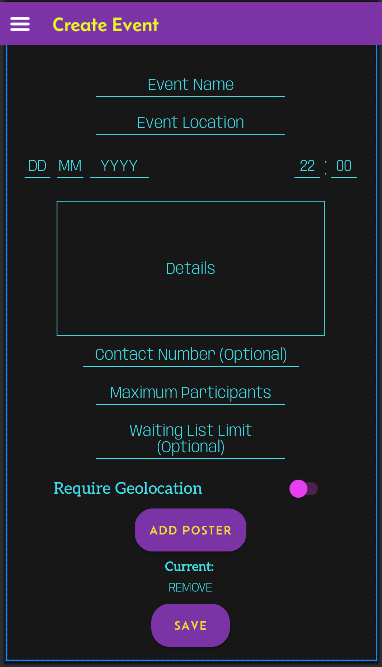 Create Event
Event Name
Event Location
DD MM YYYY 22 : 00
Details
Contact Number (Optional)
Maximum Participants
Waiting List Limit
(Optional)
Require Geolocation
ADD POSTER
Current:
REMOVE
SAVE